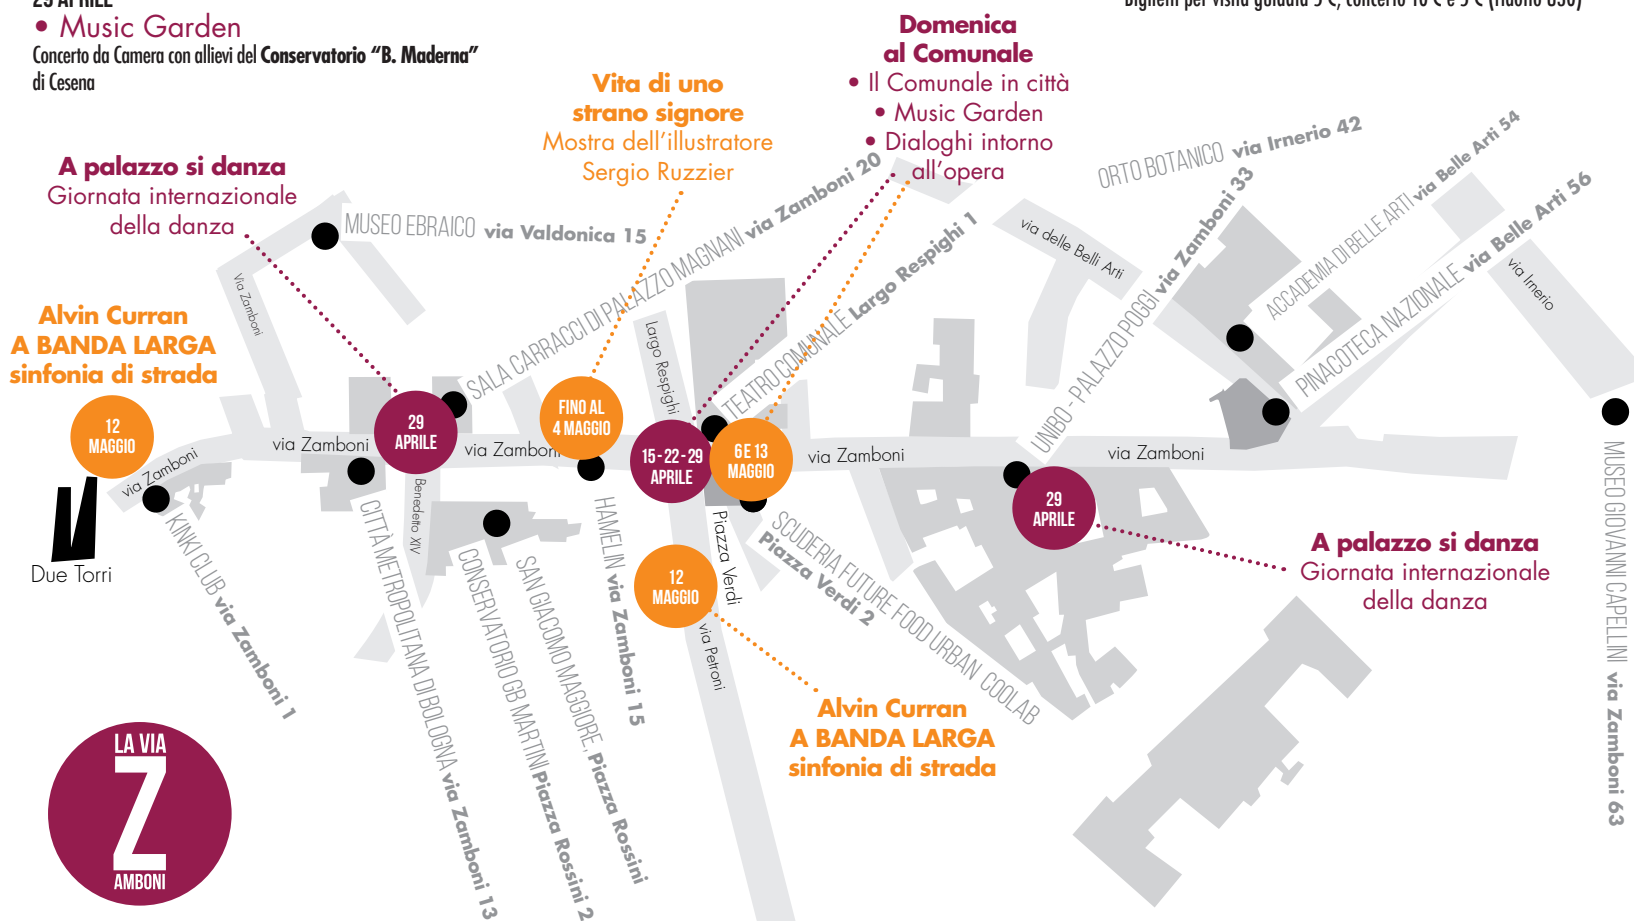 • Music Garden
Concerto da Camera con allievi del Conservatorio “B. Maderna”
di Cesena
Domenica
al Comunale
• Il Comunale in città
• Music Garden
• Dialoghi intorno
all’opera
Vita di uno
strano signore
Mostra dell’illustratore
Sergio Ruzzier
A palazzo si danza
Giornata internazionale
della danza
Alvin Curran
A BANDA LARGA
sinfonia di strada
MUSEO EBRAICO via Valdonica 15
SALA CARRACCI DI PALAZZO MAGNANI via Zamboni 20
TEATRO COMUNALE Largo Respighi 1
ORTO BOTANICO via Irnerio 42
UNIBO - PALAZZO POGGI via Zamboni 33
ACCADEMIA DI BELLE ARTI via Belle Arti 54
PINACOTECA NAZIONALE via Belle Arti 56
via delle Belli Arti
via Irnerio
Via Zamboni
Largo Respighi
12
MAGGIO
29
APRILE
FINO AL
4 MAGGIO
15 - 22 - 29
APRILE
6 E 13
MAGGIO
via Zamboni
via Zamboni
via Zamboni
via Zamboni
via Zamboni
Benedetto XIV
Piazza Verdi
via Petroni
29
APRILE
12
MAGGIO
Due Torri
KINKI CLUB via Zamboni 1
CITTÀ METROPOLITANA DI BOLOGNA via Zamboni 13
CONSERVATORIO GB MARTINI Piazza Rossini 2
SAN GIACOMO MAGGIORE, Piazza Rossini
HAMELIN via Zamboni 15
SCUDERIA FUTURE FOOD URBAN COOLAB
Piazza Verdi 2
MUSEO GIOVANNI CAPELLINI via Zamboni 63
A palazzo si danza
Giornata internazionale
della danza
Alvin Curran
A BANDA LARGA
sinfonia di strada
LA VIA
Z
AMBONI